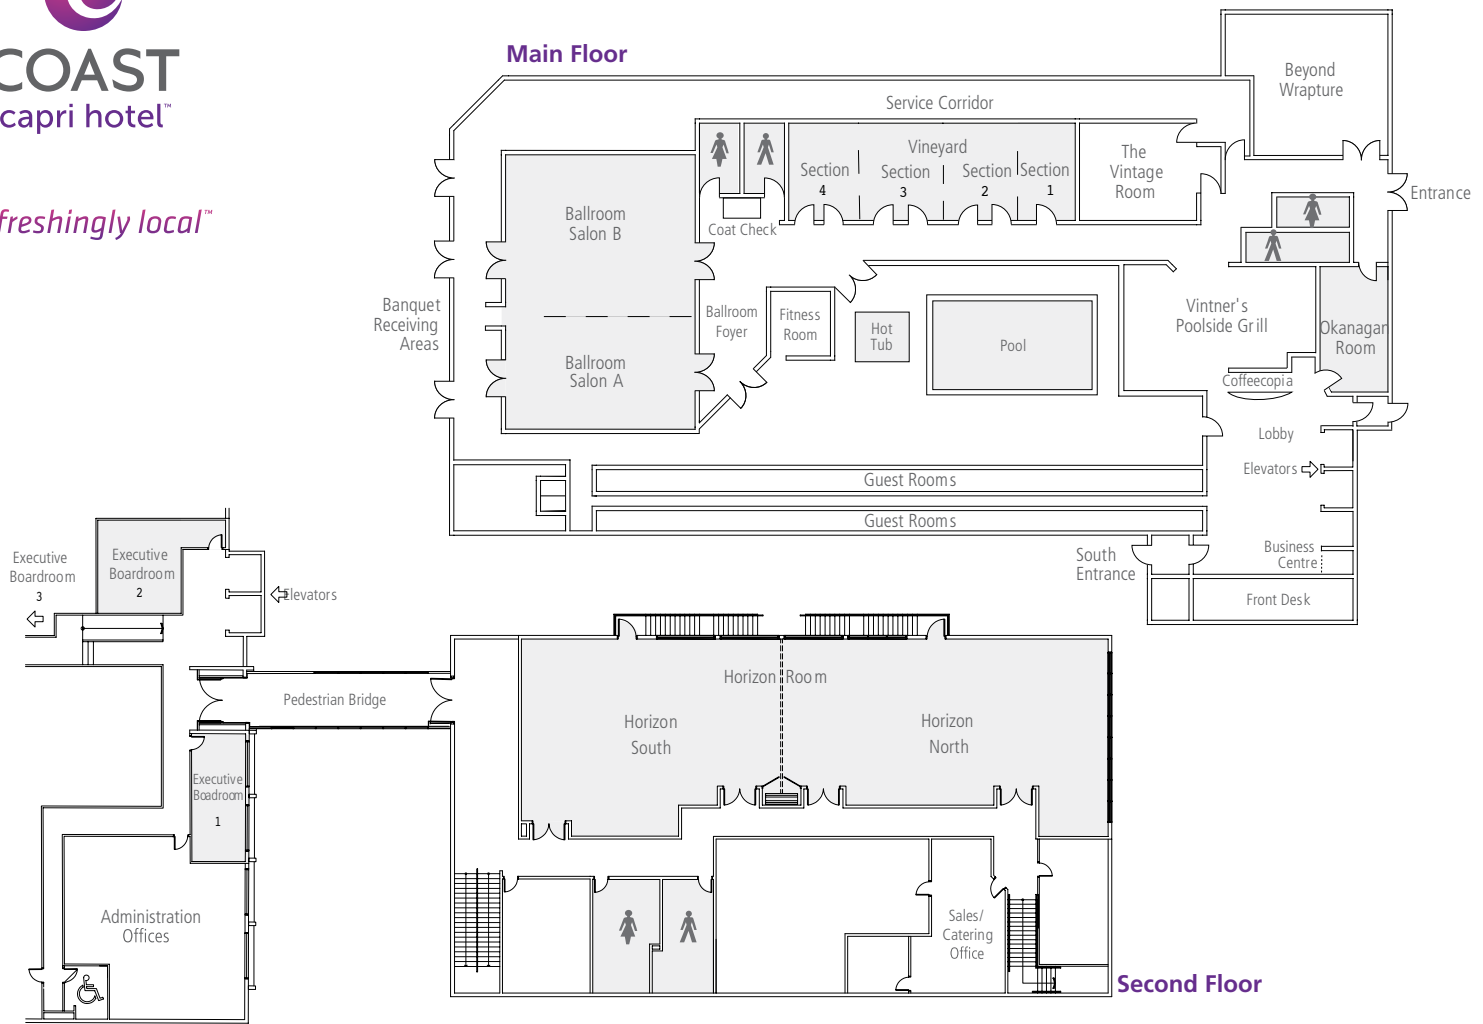 COAST
capri hotel™
freshingly local™
Main Floor
Beyond
Wrapture
Service Corridor
Vineyard
Section
4
Section
3
Section
2
Section
1
The
Vintage
Room
Entrance
Coat Check
Ballroom
Salon B
Banquet
Receiving
Areas
Ballroom
Salon A
Ballroom
Foyer
Fitness
Room
Hot
Tub
Pool
Vintner's
Poolside Grill
Okanagan
Room
Coffeecopia
Lobby
Elevators
Guest Rooms
Guest Rooms
South
Entrance
Business
Centre
Front Desk
Executive
Boardroom
3
Executive
Boardroom
2
Elevators
Pedestrian Bridge
Executive
Boadroom
1
Administration
Offices
Horizon Room
Horizon
South
Horizon
North
Sales/
Catering
Office
Second Floor